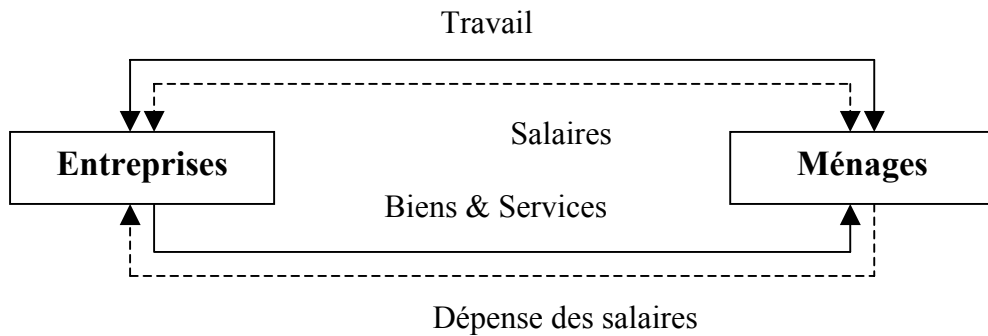 Travail
Salaires
Entreprises
Ménages
Biens & Services
Dépense des salaires